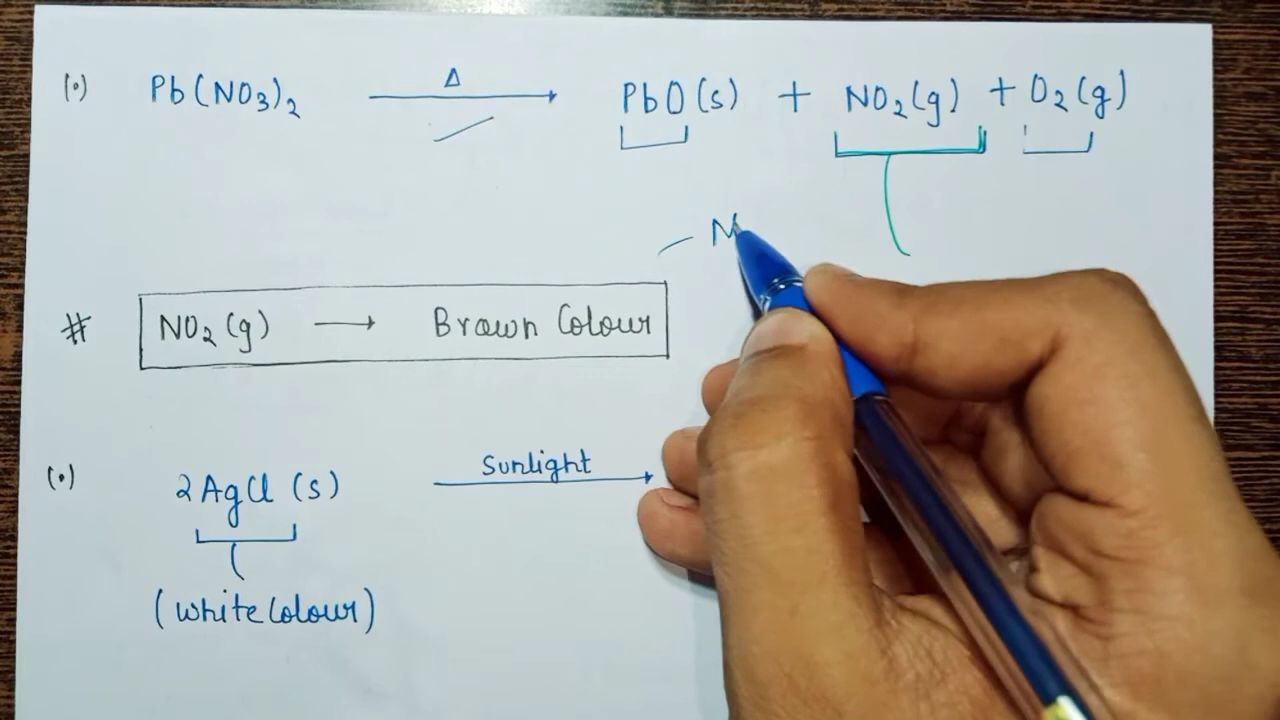 (•) Pb(NO3)2 Δ → PbO(s) + NO2(g) + O2(g)
N
# NO2(g) → Brown Colour
(•) 2AgCl (s) Sunlight →
(white Colour)